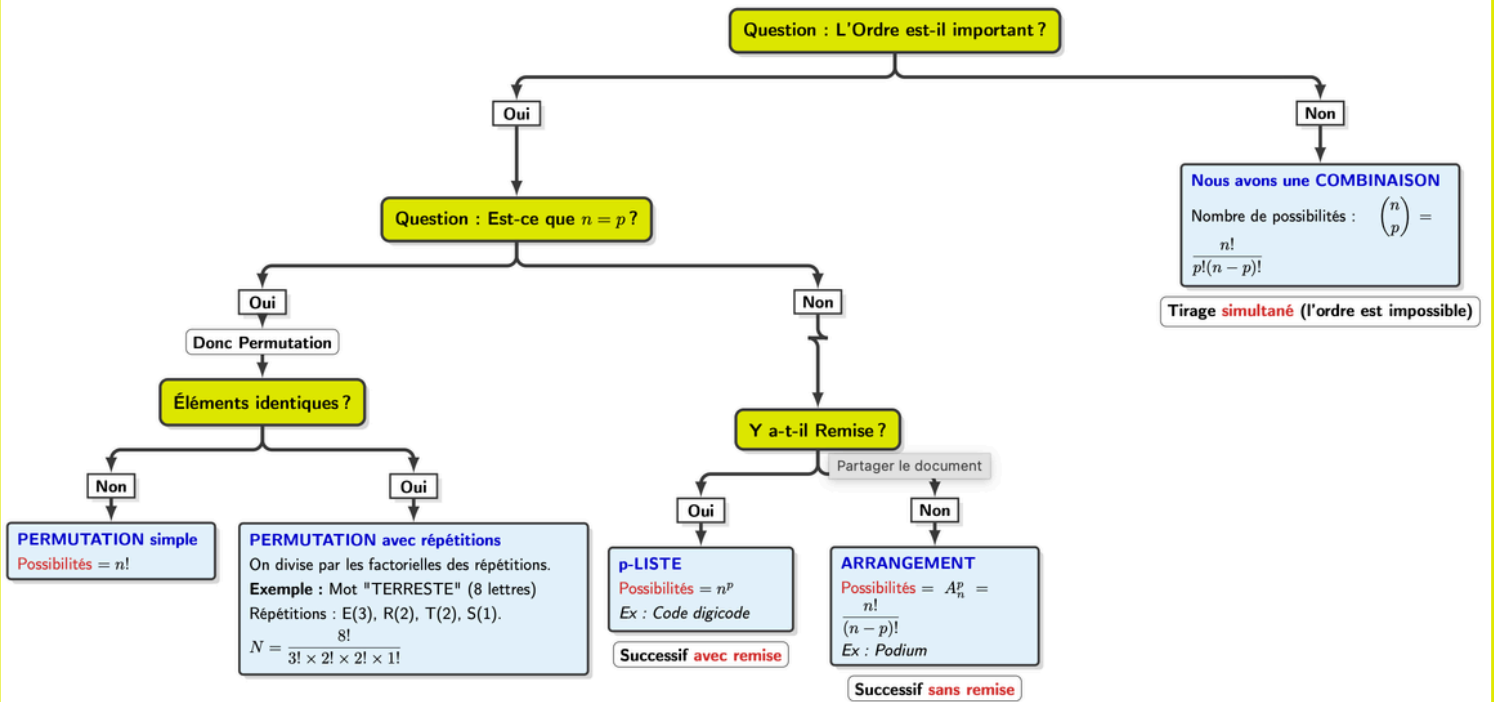 Question : L'Ordre est-il important ?
Oui
Non
Nous avons une COMBINAISON
Nombre de possibilités : (n p) =
n! / p!(n − p)!
Tirage simultané (l'ordre est impossible)
Question : Est-ce que n = p ?
Oui
Non
Donc Permutation
Éléments identiques ?
Non
Oui
PERMUTATION simple
Possibilités = n!
PERMUTATION avec répétitions
On divise par les factorielles des répétitions.
Exemple : Mot "TERRESTE" (8 lettres)
Répétitions : E(3), R(2), T(2), S(1).
N = 8! / 3! × 2! × 2! × 1!
Y a-t-il Remise ?
Partager le document
Oui
Non
p-LISTE
Possibilités = n^p
Ex : Code digicode
Successif avec remise
ARRANGEMENT
Possibilités = A_n^p =
n! / (n − p)!
Ex : Podium
Successif sans remise